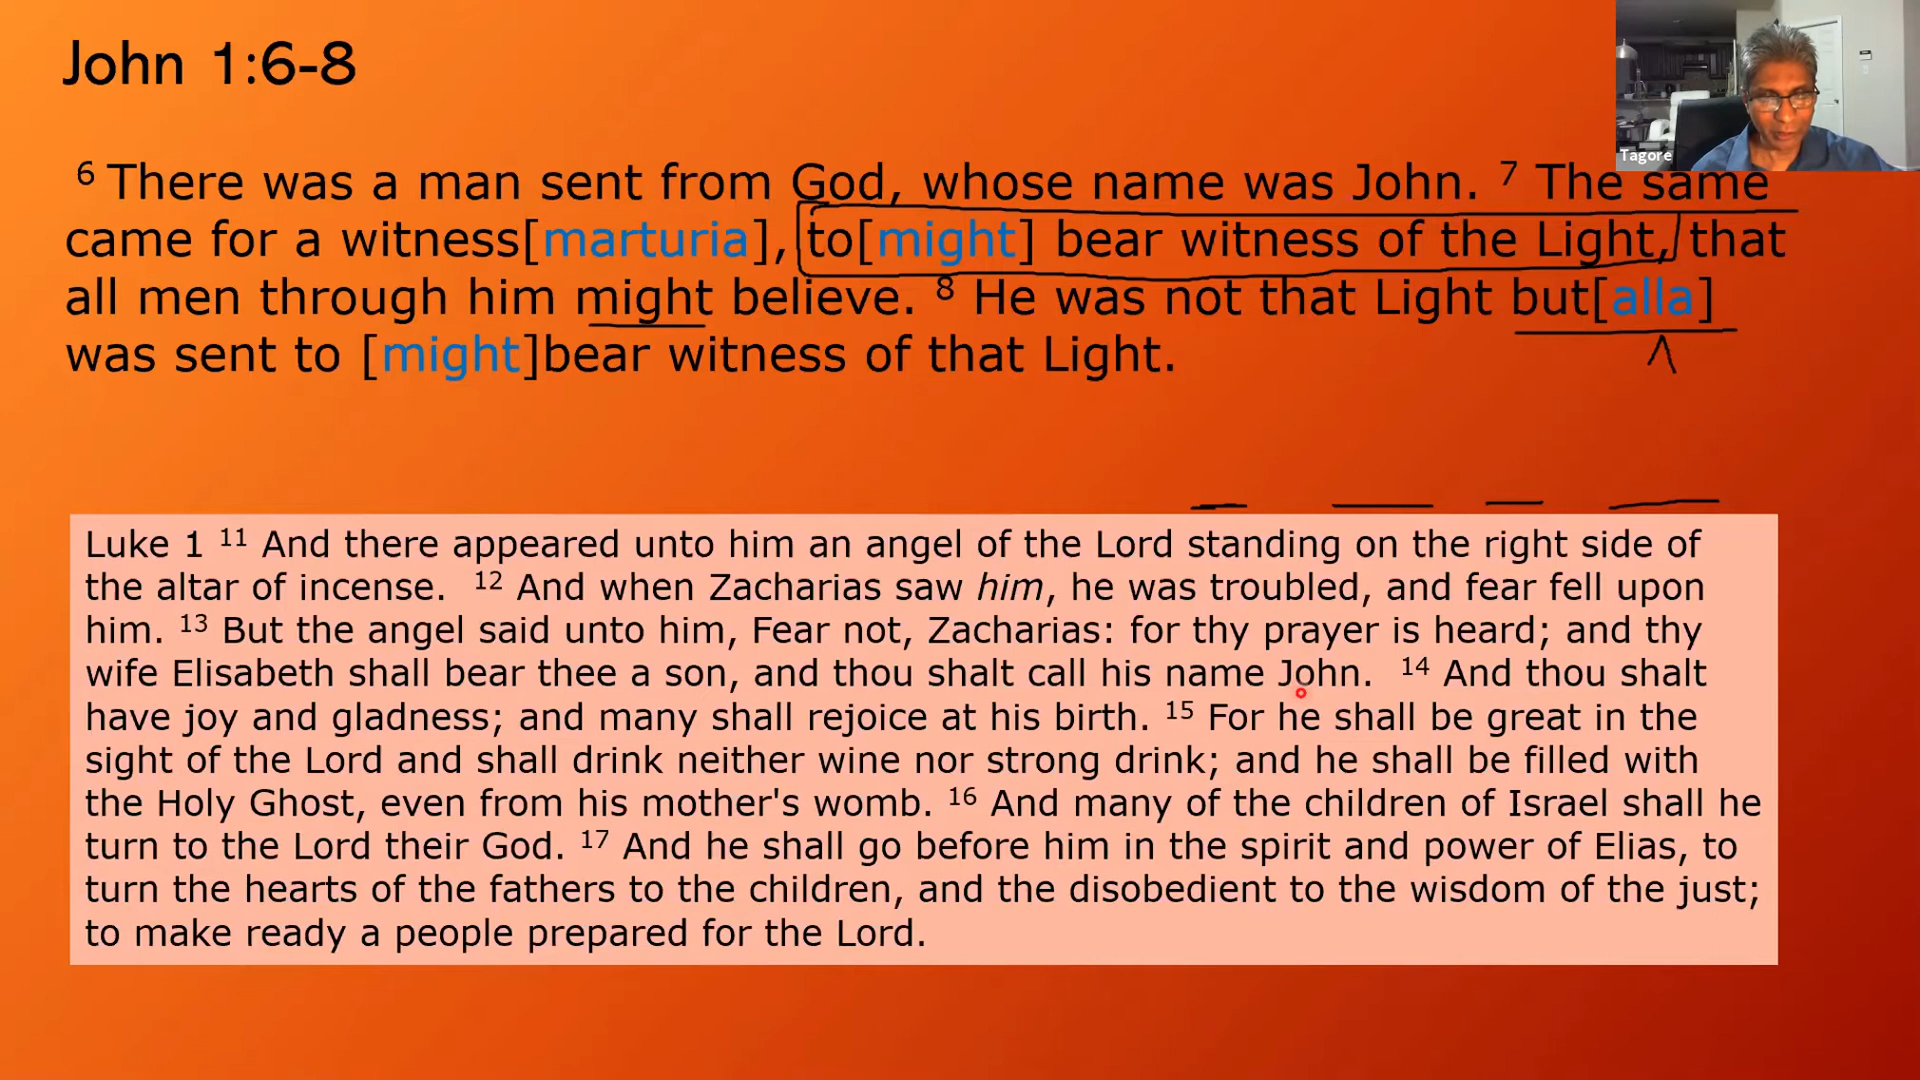 John 1:6-8
Tagore
6 There was a man sent from God, whose name was John. 7 The same
came for a witness[marturia], to[might] bear witness of the Light, that
all men through him might believe. 8 He was not that Light but[alla]
was sent to [might]bear witness of that Light.
Luke 1 11 And there appeared unto him an angel of the Lord standing on the right side of
the altar of incense. 12 And when Zacharias saw him, he was troubled, and fear fell upon
him. 13 But the angel said unto him, Fear not, Zacharias: for thy prayer is heard; and thy
wife Elisabeth shall bear thee a son, and thou shalt call his name John. 14 And thou shalt
have joy and gladness; and many shall rejoice at his birth. 15 For he shall be great in the
sight of the Lord and shall drink neither wine nor strong drink; and he shall be filled with
the Holy Ghost, even from his mother's womb. 16 And many of the children of Israel shall he
turn to the Lord their God. 17 And he shall go before him in the spirit and power of Elias, to
turn the hearts of the fathers to the children, and the disobedient to the wisdom of the just;
to make ready a people prepared for the Lord.